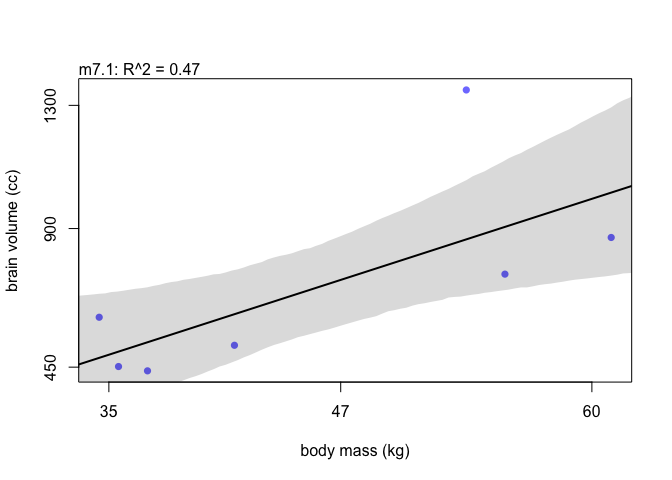 m7.1: R^2 = 0.47
1300
900
450
brain volume (cc)
35 47 60
body mass (kg)